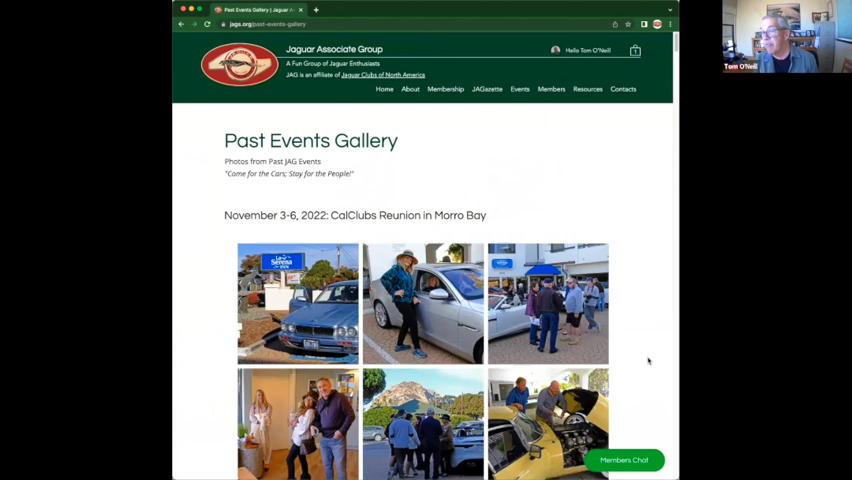 Past Events Gallery | Jaguar A
jags.org/past-events-gallery
Jaguar Associate Group
Hello Tom O'Neill
1
A Fun Group of Jaguar Enthusiasts
JAG is an affiliate of Jaguar Clubs of North America
Home About Membership JAGazette Events Members Resources Contacts
Past Events Gallery
Photos from Past JAG Events
"Come for the Cars; Stay for the People!"
November 3-6, 2022: CalClubs Reunion in Morro Bay
La Serena
INN
Members Chat
Tom O'Neill